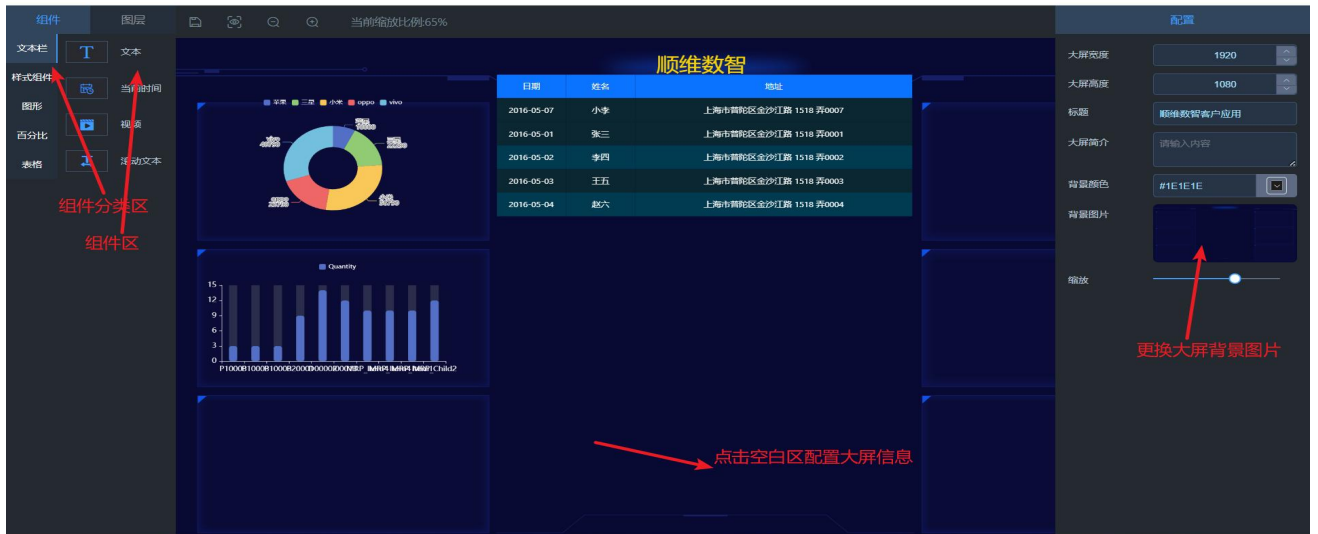 组件
图层
当前缩放比例:65%
配置
文本栏
样式组件
图形
百分比
表格
文本
当前时间
视频
滚动文本
组件分类区
组件区
顺维数智
日期 姓名 地址
2016-05-07 小李 上海市普陀区金沙江路 1518 弄0007
2016-05-01 张三 上海市普陀区金沙江路 1518 弄0001
2016-05-02 李四 上海市普陀区金沙江路 1518 弄0002
2016-05-03 王五 上海市普陀区金沙江路 1518 弄0003
2016-05-04 赵六 上海市普陀区金沙江路 1518 弄0004
苹果 三星 小米 oppo vivo
Quantity
15
12
9
6
3
0
点击空白区配置大屏信息
大屏宽度 1920
大屏高度 1080
标题 顺维数智客户应用
大屏简介 请输入内容
背景颜色 #1E1E1E
背景图片
缩放
更换大屏背景图片